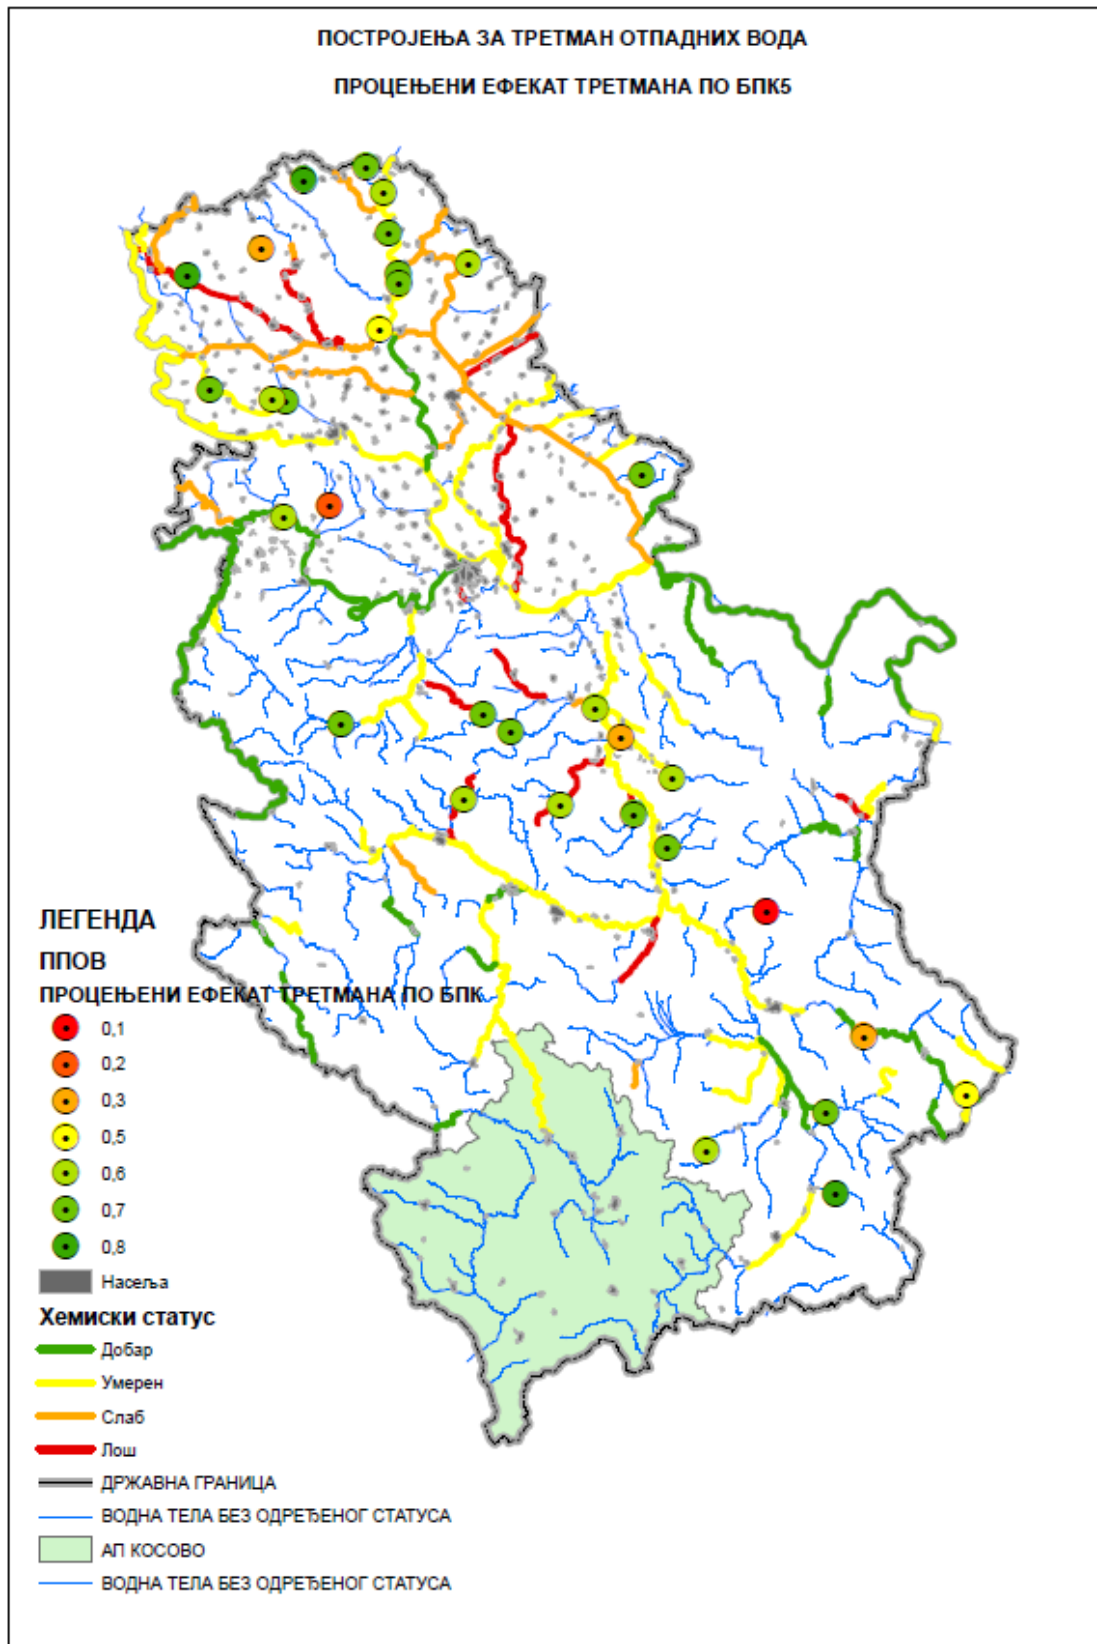 ПОСТРОЈЕЊА ЗА ТРЕТМАН ОТПАДНИХ ВОДА
ПРОЦЕЊЕНИ ЕФЕКАТ ТРЕТМАНА ПО БПК5
ЛЕГЕНДА
ППОВ
ПРОЦЕЊЕНИ ЕФЕКАТ ТРЕТМАНА ПО БПК
0,1
0,2
0,3
0,5
0,6
0,7
0,8
Насеља
Хемиски статус
Добар
Умерен
Слаб
Лош
ДРЖАВНА ГРАНИЦА
ВОДНА ТЕЛА БЕЗ ОДРЕЂЕНОГ СТАТУСА
АП КОСОВО
ВОДНА ТЕЛА БЕЗ ОДРЕЂЕНОГ СТАТУСА